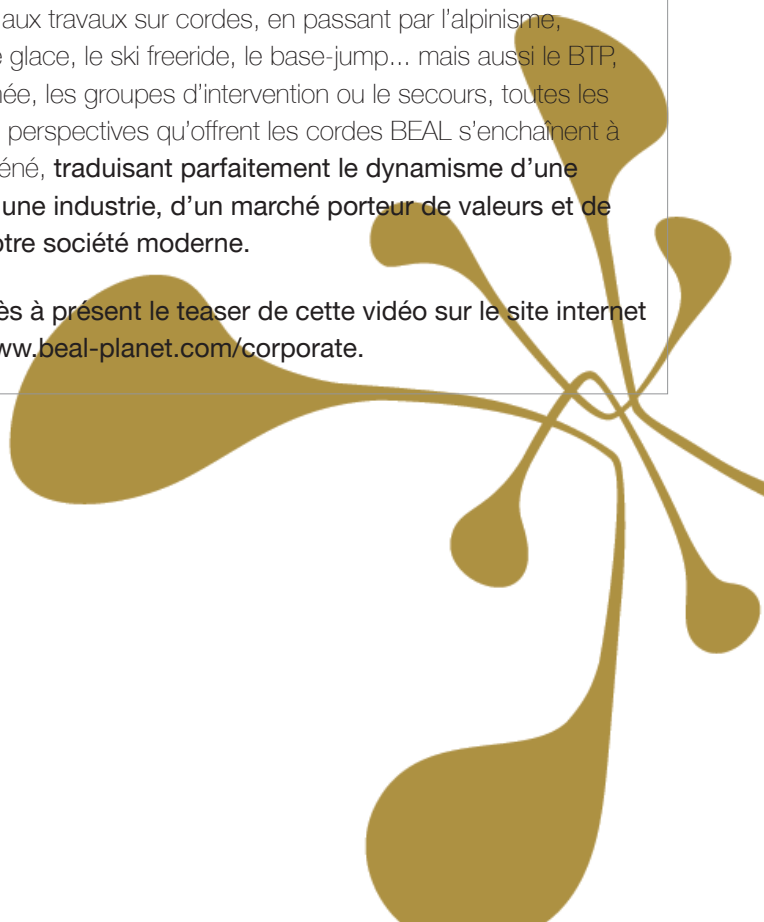 aux travaux sur cordes, en passant par l’alpinisme,
glace, le ski freeride, le base-jump... mais aussi le BTP,
ée, les groupes d’intervention ou le secours, toutes les
perspectives qu’offrent les cordes BEAL s’enchaînent à
éné, traduisant parfaitement le dynamisme d’une
une industrie, d’un marché porteur de valeurs et de
otre société moderne.
ès à présent le teaser de cette vidéo sur le site internet
ww.beal-planet.com/corporate.